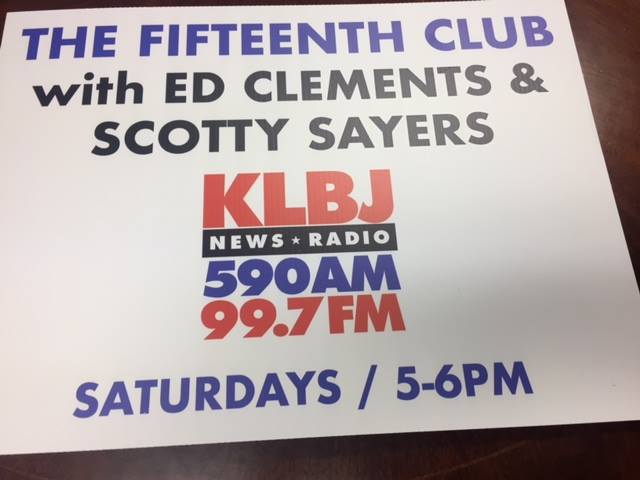 THE FIFTEENTH CLUB
with ED CLEMENTS &
SCOTTY SAYERS
KLBJ
NEWS ★ RADIO
590AM
99.7FM
SATURDAYS / 5-6PM